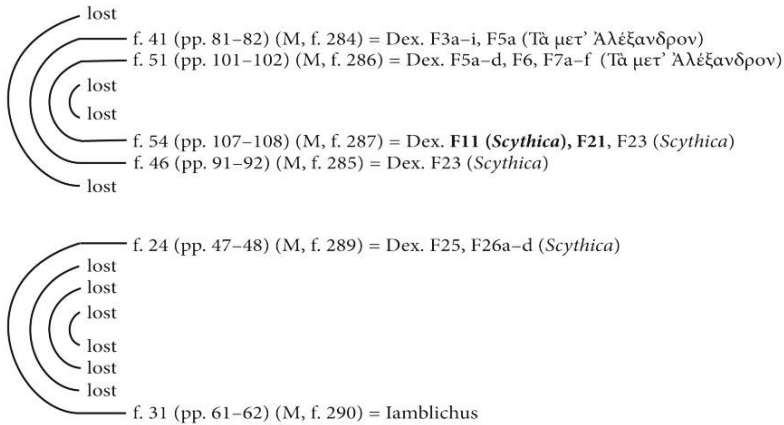 lost
f. 41 (pp. 81–82) (M, f. 284) = Dex. F3a–i, F5a (Τὰ μετ’ Ἀλέξανδρον)
f. 51 (pp. 101–102) (M, f. 286) = Dex. F5a–d, F6, F7a–f (Τὰ μετ’ Ἀλέξανδρον)
lost
lost
f. 54 (pp. 107–108) (M, f. 287) = Dex. F11 (Scythica), F21, F23 (Scythica)
f. 46 (pp. 91–92) (M, f. 285) = Dex. F23 (Scythica)
lost
f. 24 (pp. 47–48) (M, f. 289) = Dex. F25, F26a–d (Scythica)
lost
lost
lost
lost
lost
lost
f. 31 (pp. 61–62) (M, f. 290) = Iamblichus